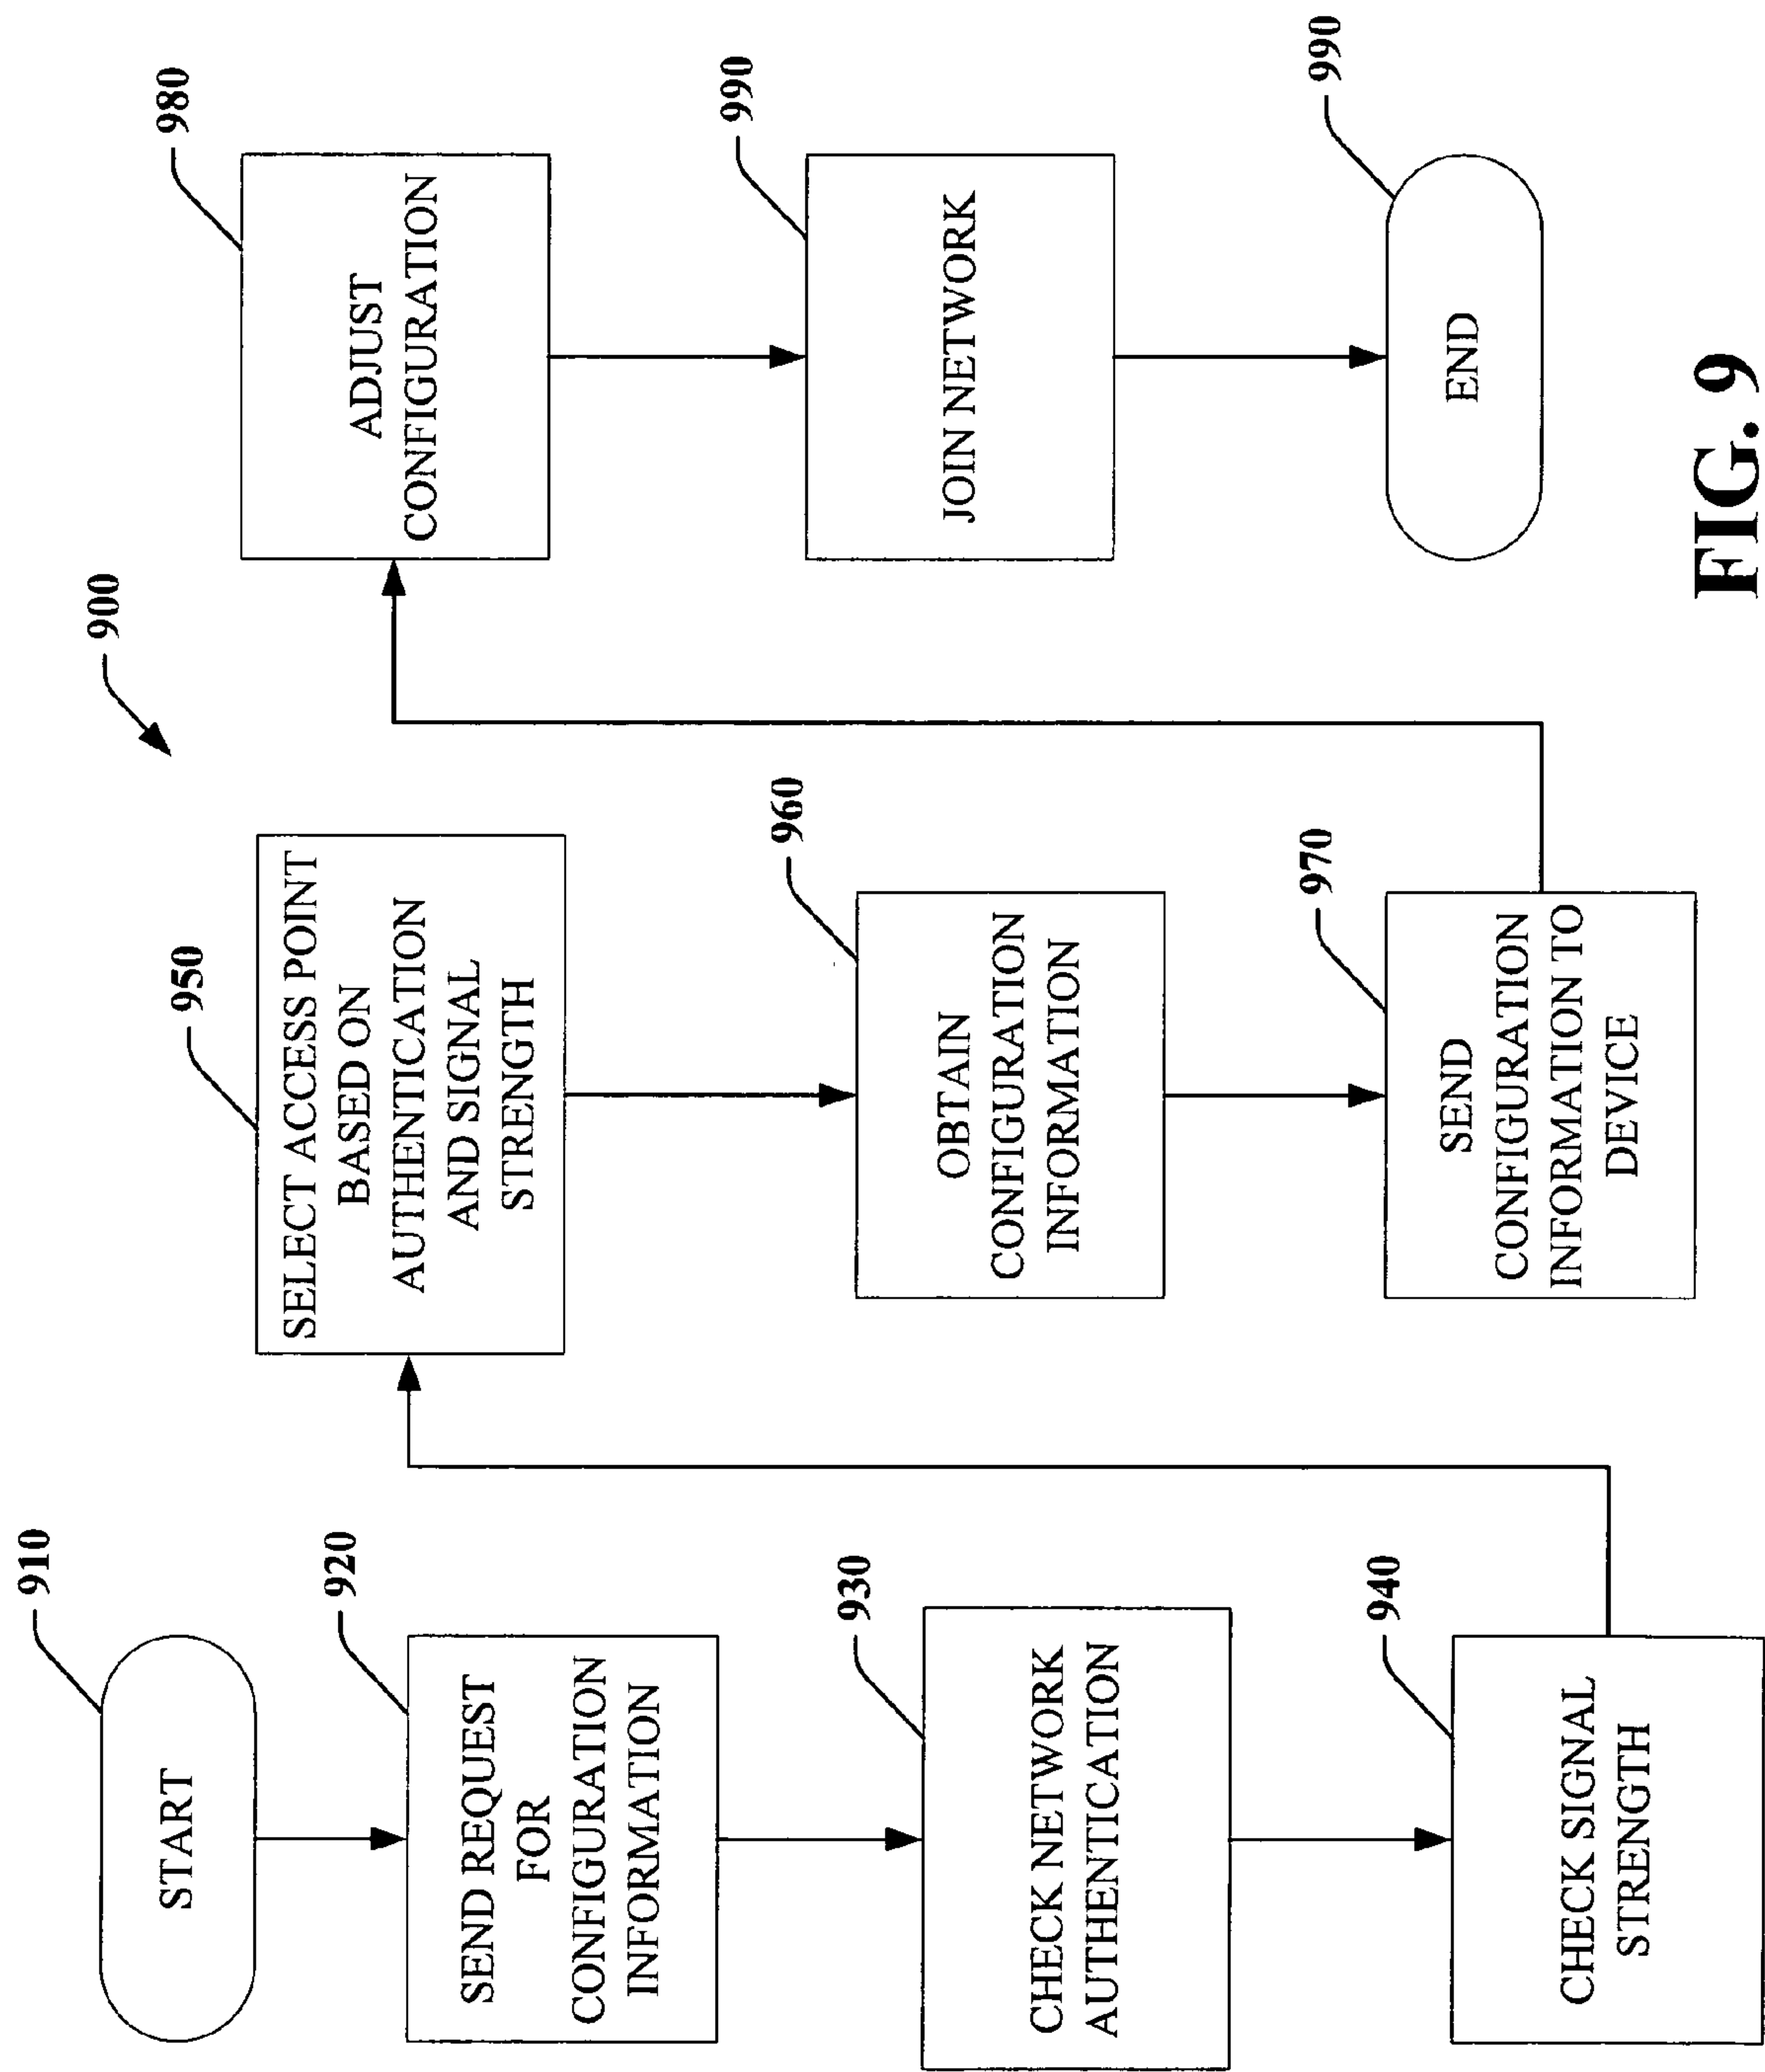 900
910
START
920
SEND REQUEST
FOR
CONFIGURATION
INFORMATION
930
CHECK NETWORK
AUTHENTICATION
940
CHECK SIGNAL
STRENGTH
950
SELECT ACCESS POINT
BASED ON
AUTHENTICATION
AND SIGNAL
STRENGTH
960
OBTAIN
CONFIGURATION
INFORMATION
970
SEND
CONFIGURATION
INFORMATION TO
DEVICE
980
ADJUST
CONFIGURATION
990
JOIN NETWORK
990
END
FIG. 9